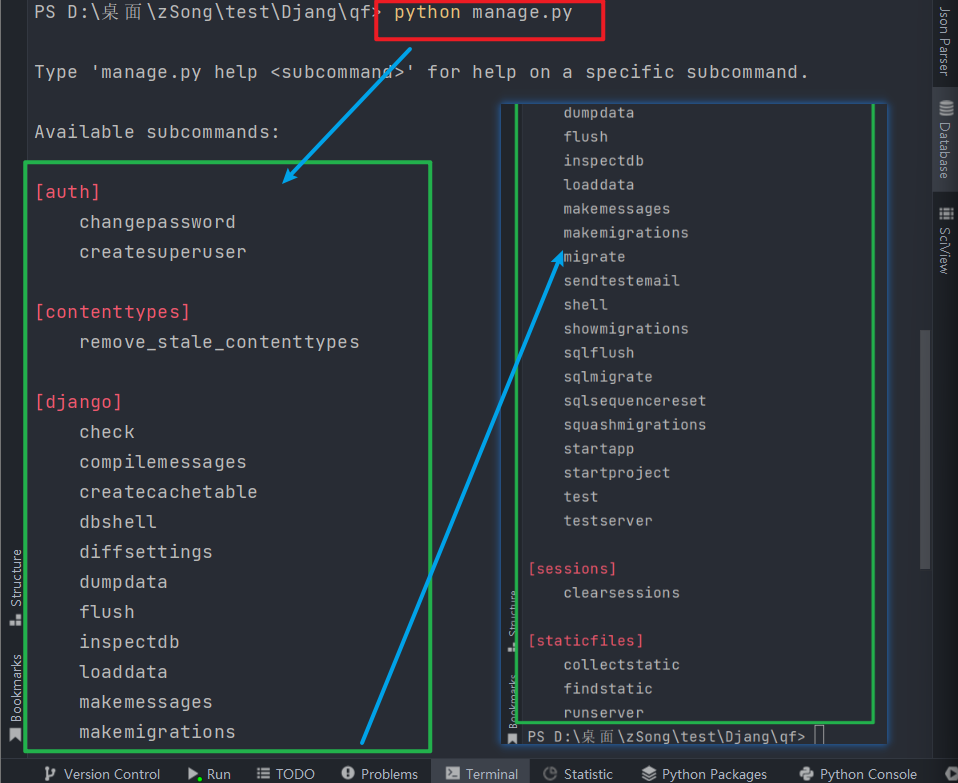 PS D:\桌面\zSong\test\Djang\qf> python manage.py
Type 'manage.py help <subcommand>' for help on a specific subcommand.
Available subcommands:
[auth]
changepassword
createsuperuser
[contenttypes]
remove_stale_contenttypes
[django]
check
compilemessages
createcachetable
dbshell
diffsettings
dumpdata
flush
inspectdb
loaddata
makemessages
makemigrations
dumpdata
flush
inspectdb
loaddata
makemessages
makemigrations
migrate
sendtestemail
shell
showmigrations
sqlflush
sqlmigrate
sqlsequencereset
squashmigrations
startapp
startproject
test
testserver
[sessions]
clearsessions
[staticfiles]
collectstatic
findstatic
runserver
PS D:\桌面\zSong\test\Djang\qf>
Structure
Bookmarks
Structure
Bookmarks
Json Parser
Database
SciView
Version Control
Run
TODO
Problems
Terminal
Statistic
Python Packages
Python Console